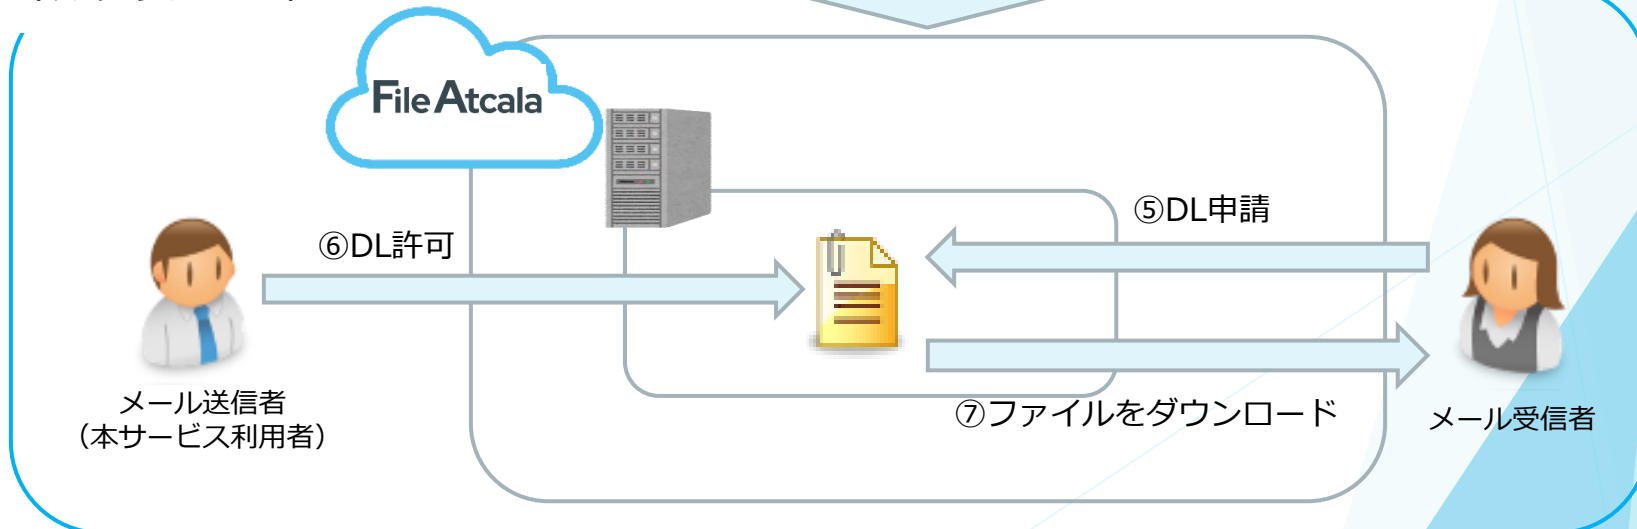 File Atcala
⑤DL申請
⑥DL許可
⑦ファイルをダウンロード
メール送信者
（本サービス利用者）
メール受信者